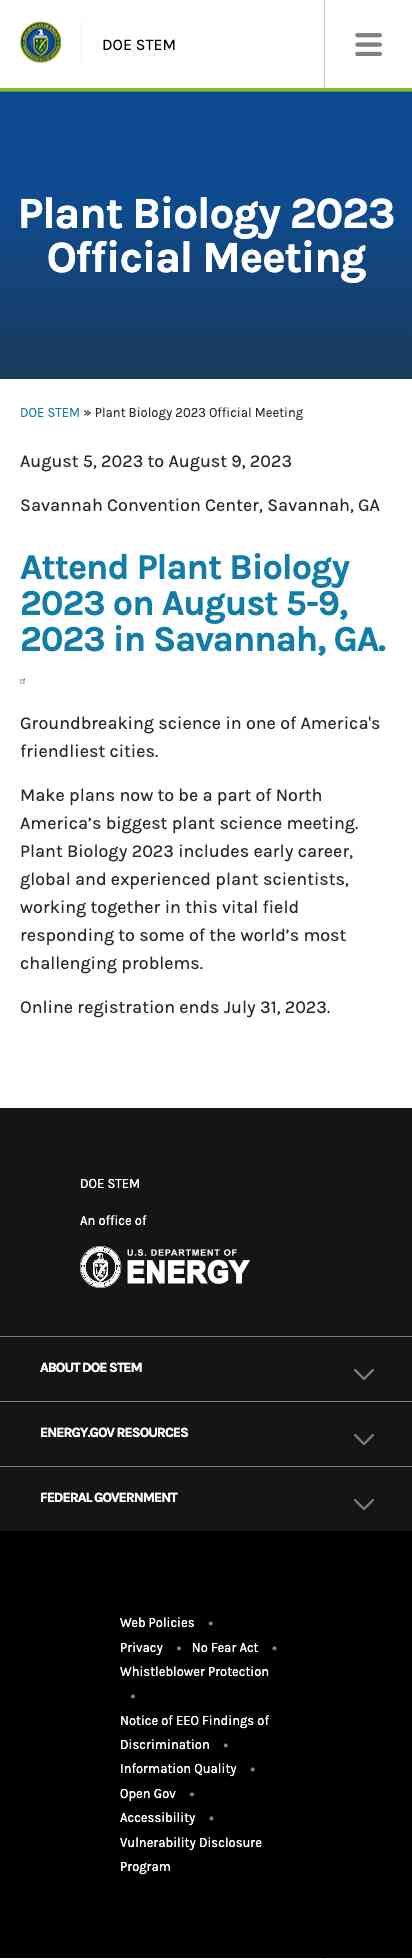 DOE STEM
Plant Biology 2023
Official Meeting
DOE STEM » Plant Biology 2023 Official Meeting
August 5, 2023 to August 9, 2023
Savannah Convention Center, Savannah, GA
Attend Plant Biology
2023 on August 5-9,
2023 in Savannah, GA.
Groundbreaking science in one of America's
friendliest cities.
Make plans now to be a part of North
America’s biggest plant science meeting.
Plant Biology 2023 includes early career,
global and experienced plant scientists,
working together in this vital field
responding to some of the world’s most
challenging problems.
Online registration ends July 31, 2023.
DOE STEM
An office of
U.S. DEPARTMENT OF
ENERGY
ABOUT DOE STEM
ENERGY.GOV RESOURCES
FEDERAL GOVERNMENT
Web Policies •
Privacy • No Fear Act •
Whistleblower Protection
•
Notice of EEO Findings of
Discrimination •
Information Quality •
Open Gov •
Accessibility •
Vulnerability Disclosure
Program